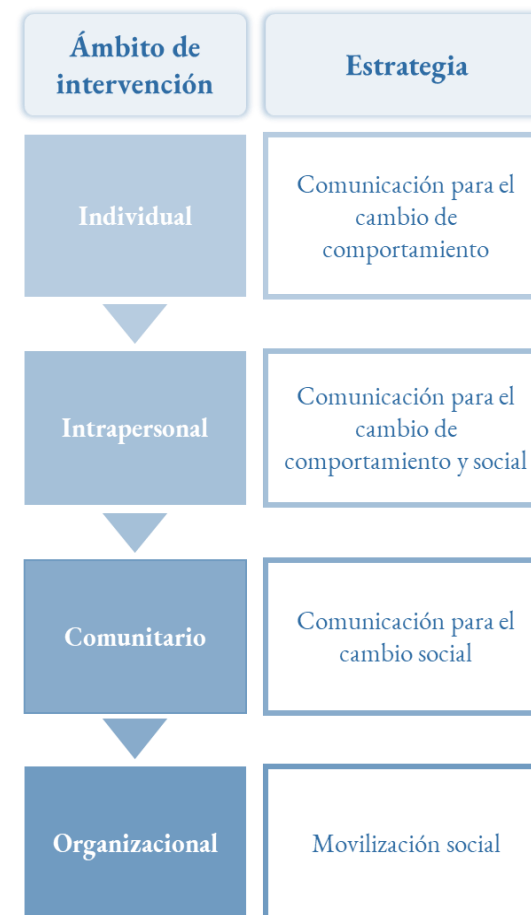 Ámbito de
intervención
Estrategia
Individual
Comunicación para el
cambio de
comportamiento
Intrapersonal
Comunicación para el
cambio de
comportamiento y social
Comunitario
Comunicación para el
cambio social
Organizacional
Movilización social